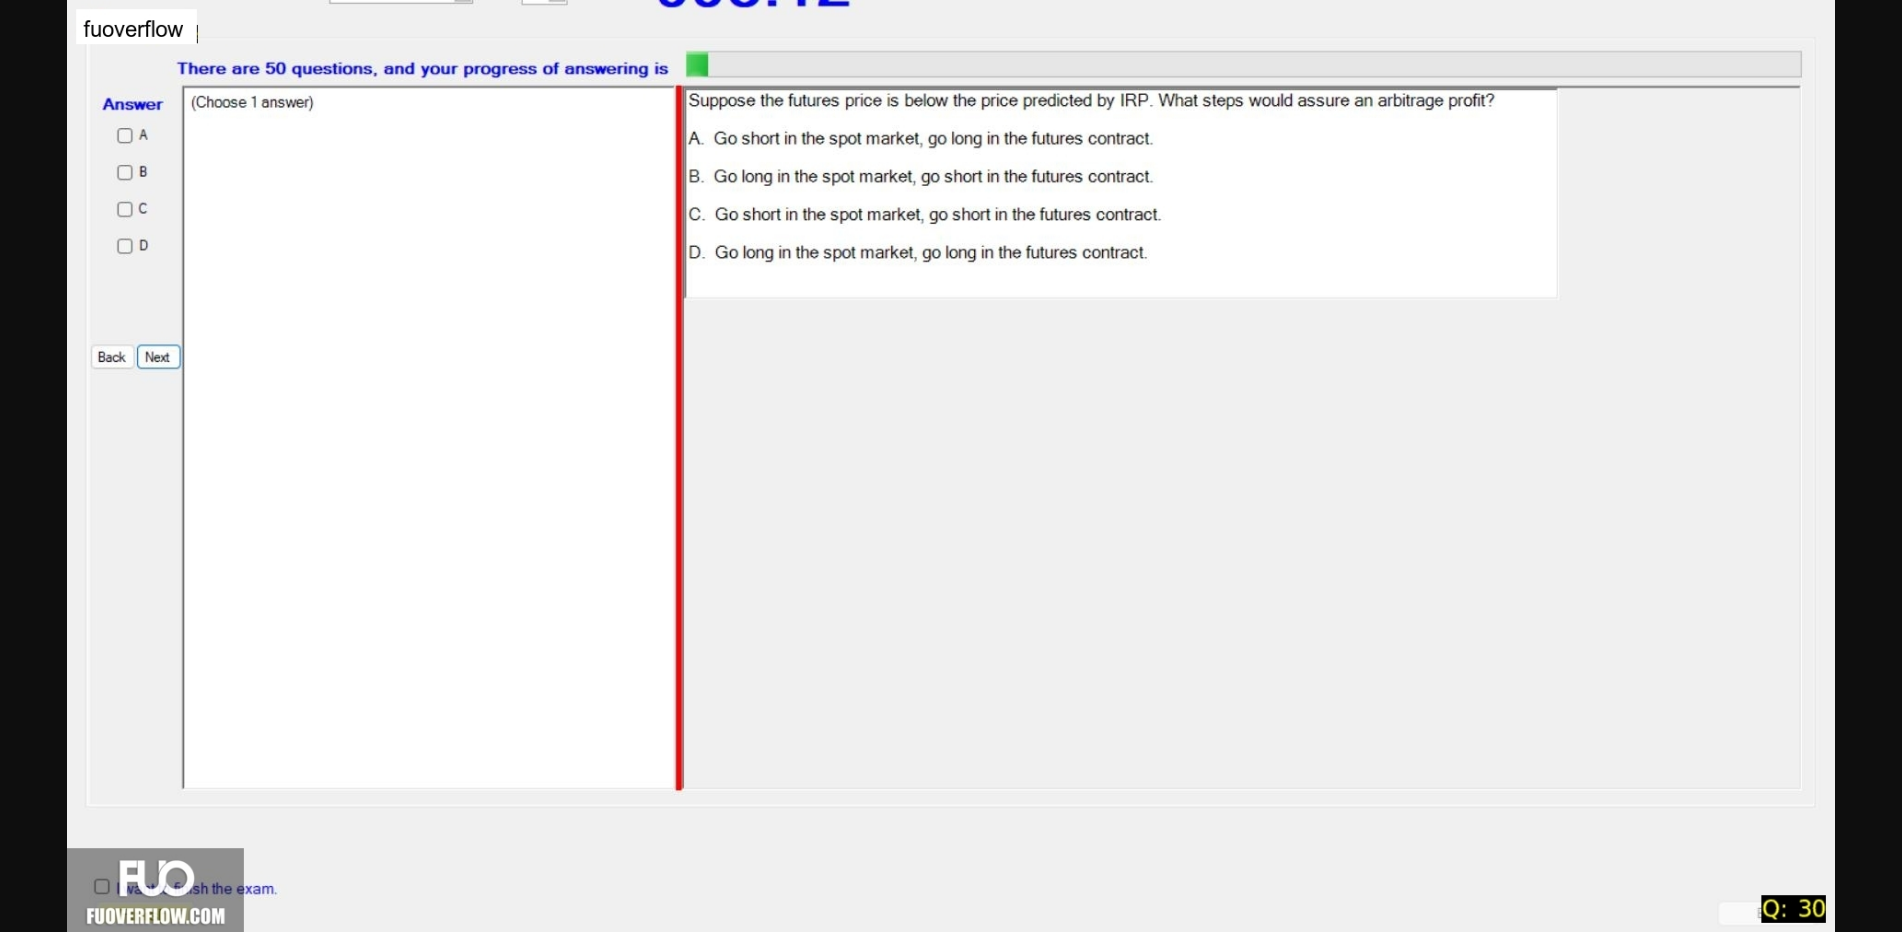 fuoverflow
There are 50 questions, and your progress of answering is
Answer
(Choose 1 answer)
A
B
C
D
Back
Next
Suppose the futures price is below the price predicted by IRP. What steps would assure an arbitrage profit?
A. Go short in the spot market, go long in the futures contract.
B. Go long in the spot market, go short in the futures contract.
C. Go short in the spot market, go short in the futures contract.
D. Go long in the spot market, go long in the futures contract.
FUO
the exam.
FUOVERFLOW.COM
Q: 30